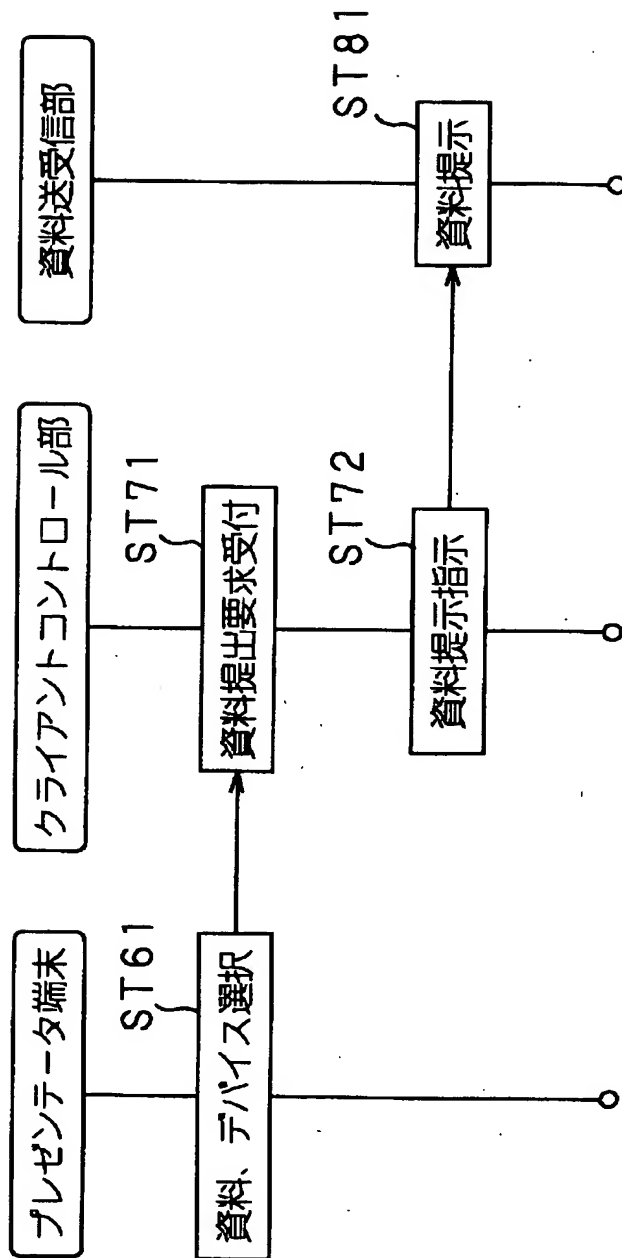 プレゼンテータ端末
クライアントコントロール部
資料送受信部
ST61
資料、デバイス選択
ST71
資料提出要求受付
ST72
資料提示指示
ST81
資料提示